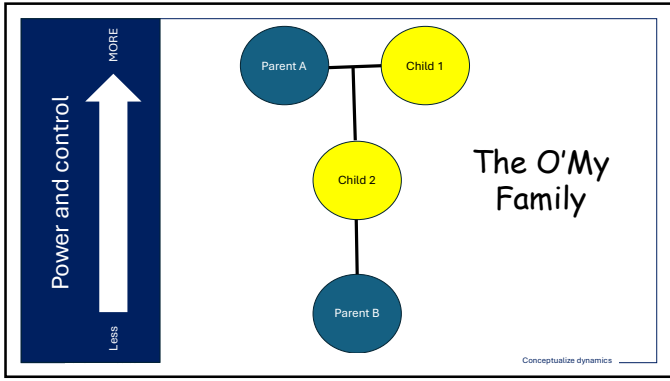 MORE
Power and control
Less
Parent A
Child 1
Child 2
Parent B
The O'My
Family
Conceptualize dynamics